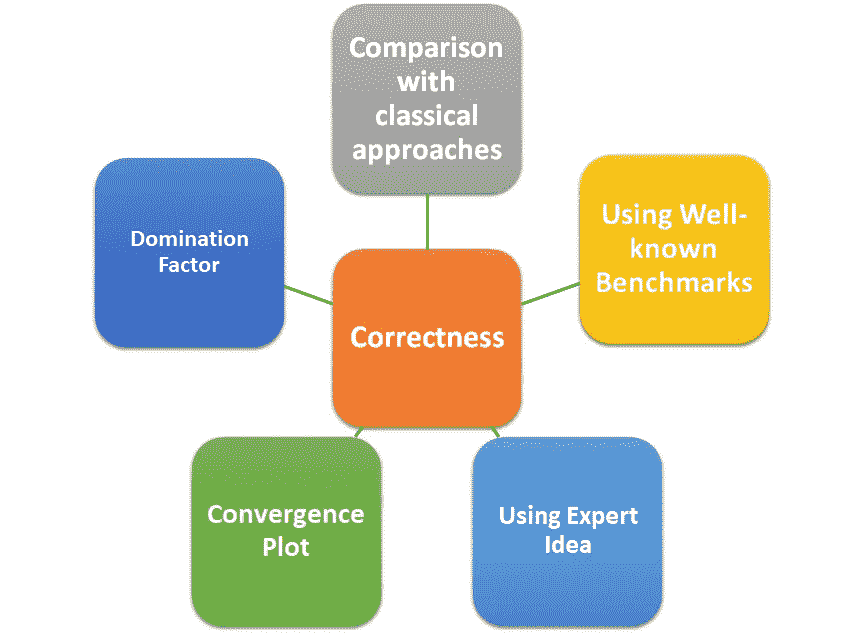 Comparison
with
classical
approaches
Using Well-
known
Benchmarks
Domination
Factor
Correctness
Convergence
Plot
Using Expert
Idea